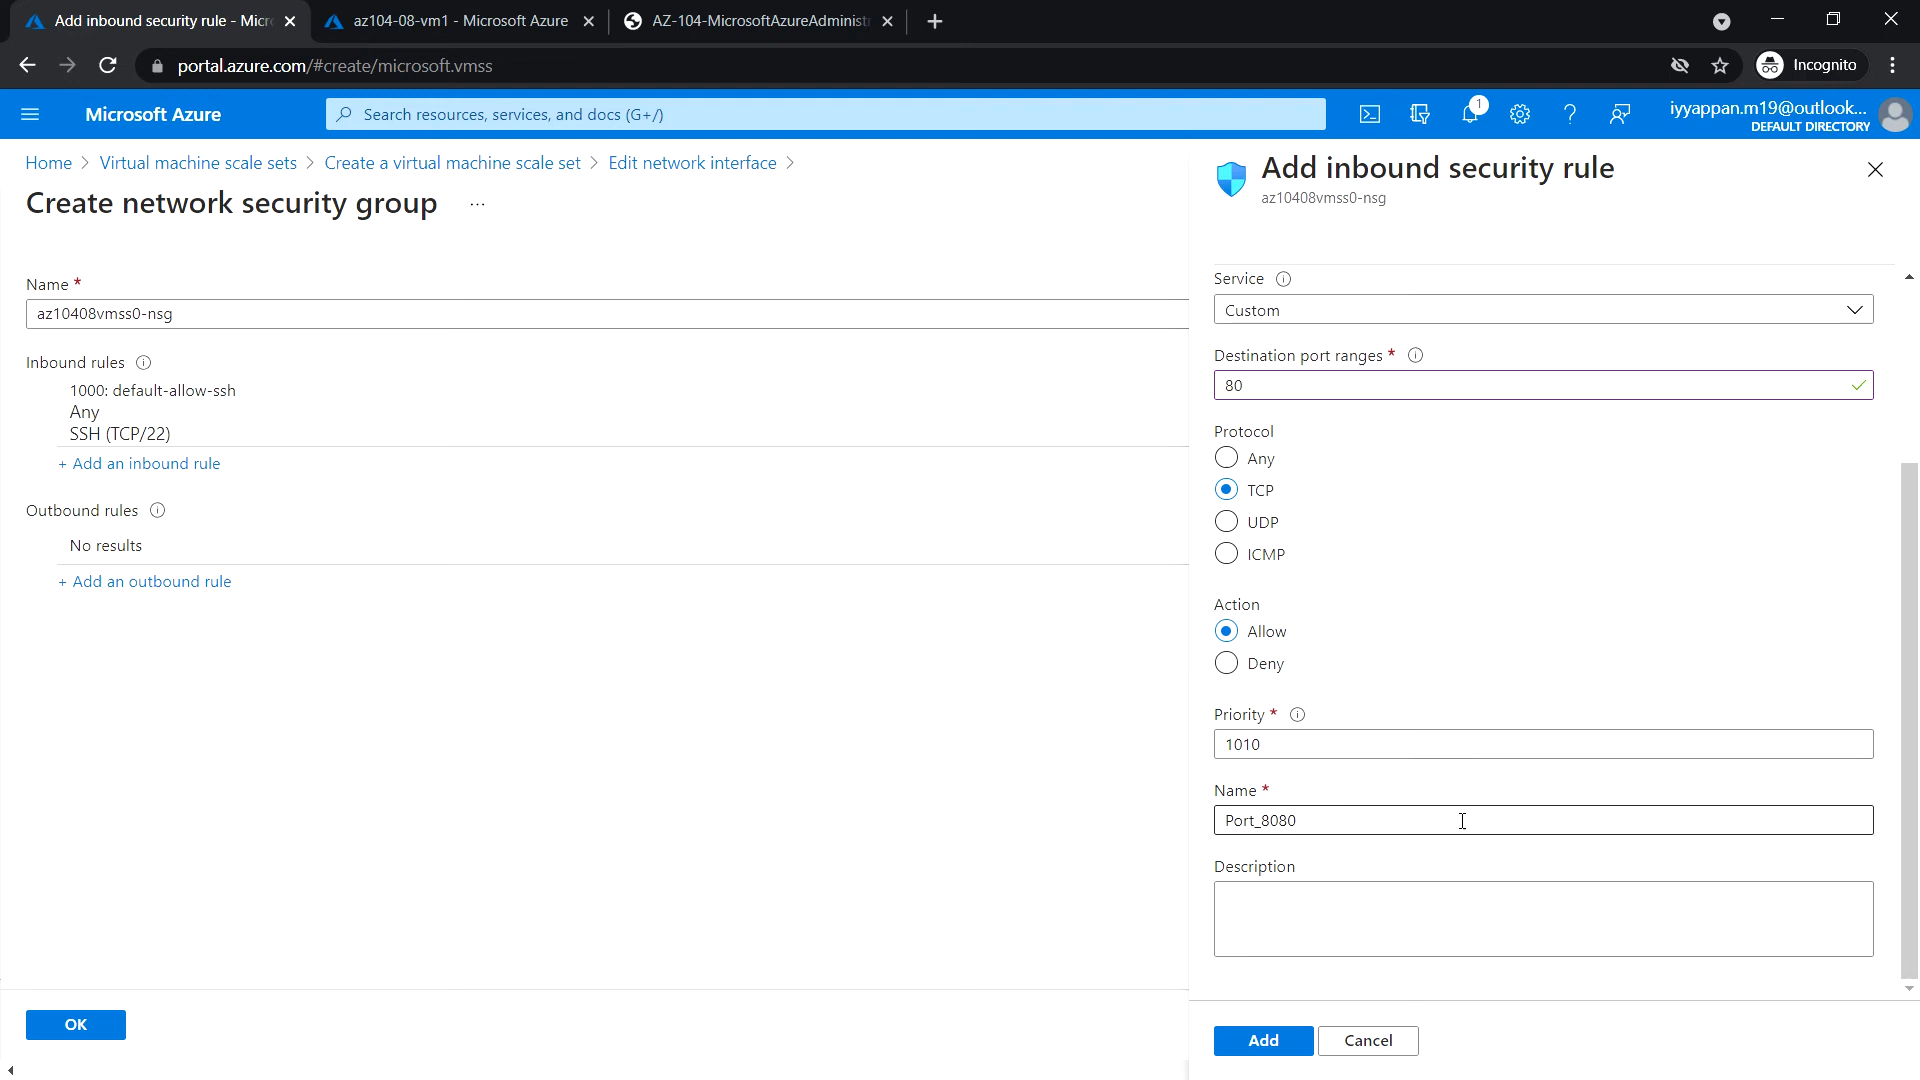 Add inbound security rule - Micr
az104-08-vm1 - Microsoft Azure
AZ-104-MicrosoftAzureAdminist
portal.azure.com/#create/microsoft.vmss
Incognito
Microsoft Azure
Search resources, services, and docs (G+/)
1
iyyappan.m19@outlook...
DEFAULT DIRECTORY
Home > Virtual machine scale sets > Create a virtual machine scale set > Edit network interface >
Create network security group ...
Name *
az10408vmss0-nsg
Inbound rules
1000: default-allow-ssh
Any
SSH (TCP/22)
+ Add an inbound rule
Outbound rules
No results
+ Add an outbound rule
OK
Add inbound security rule
az10408vmss0-nsg
Service
Custom
Destination port ranges *
80
Protocol
Any
TCP
UDP
ICMP
Action
Allow
Deny
Priority *
1010
Name *
Port_8080
Description
Add
Cancel